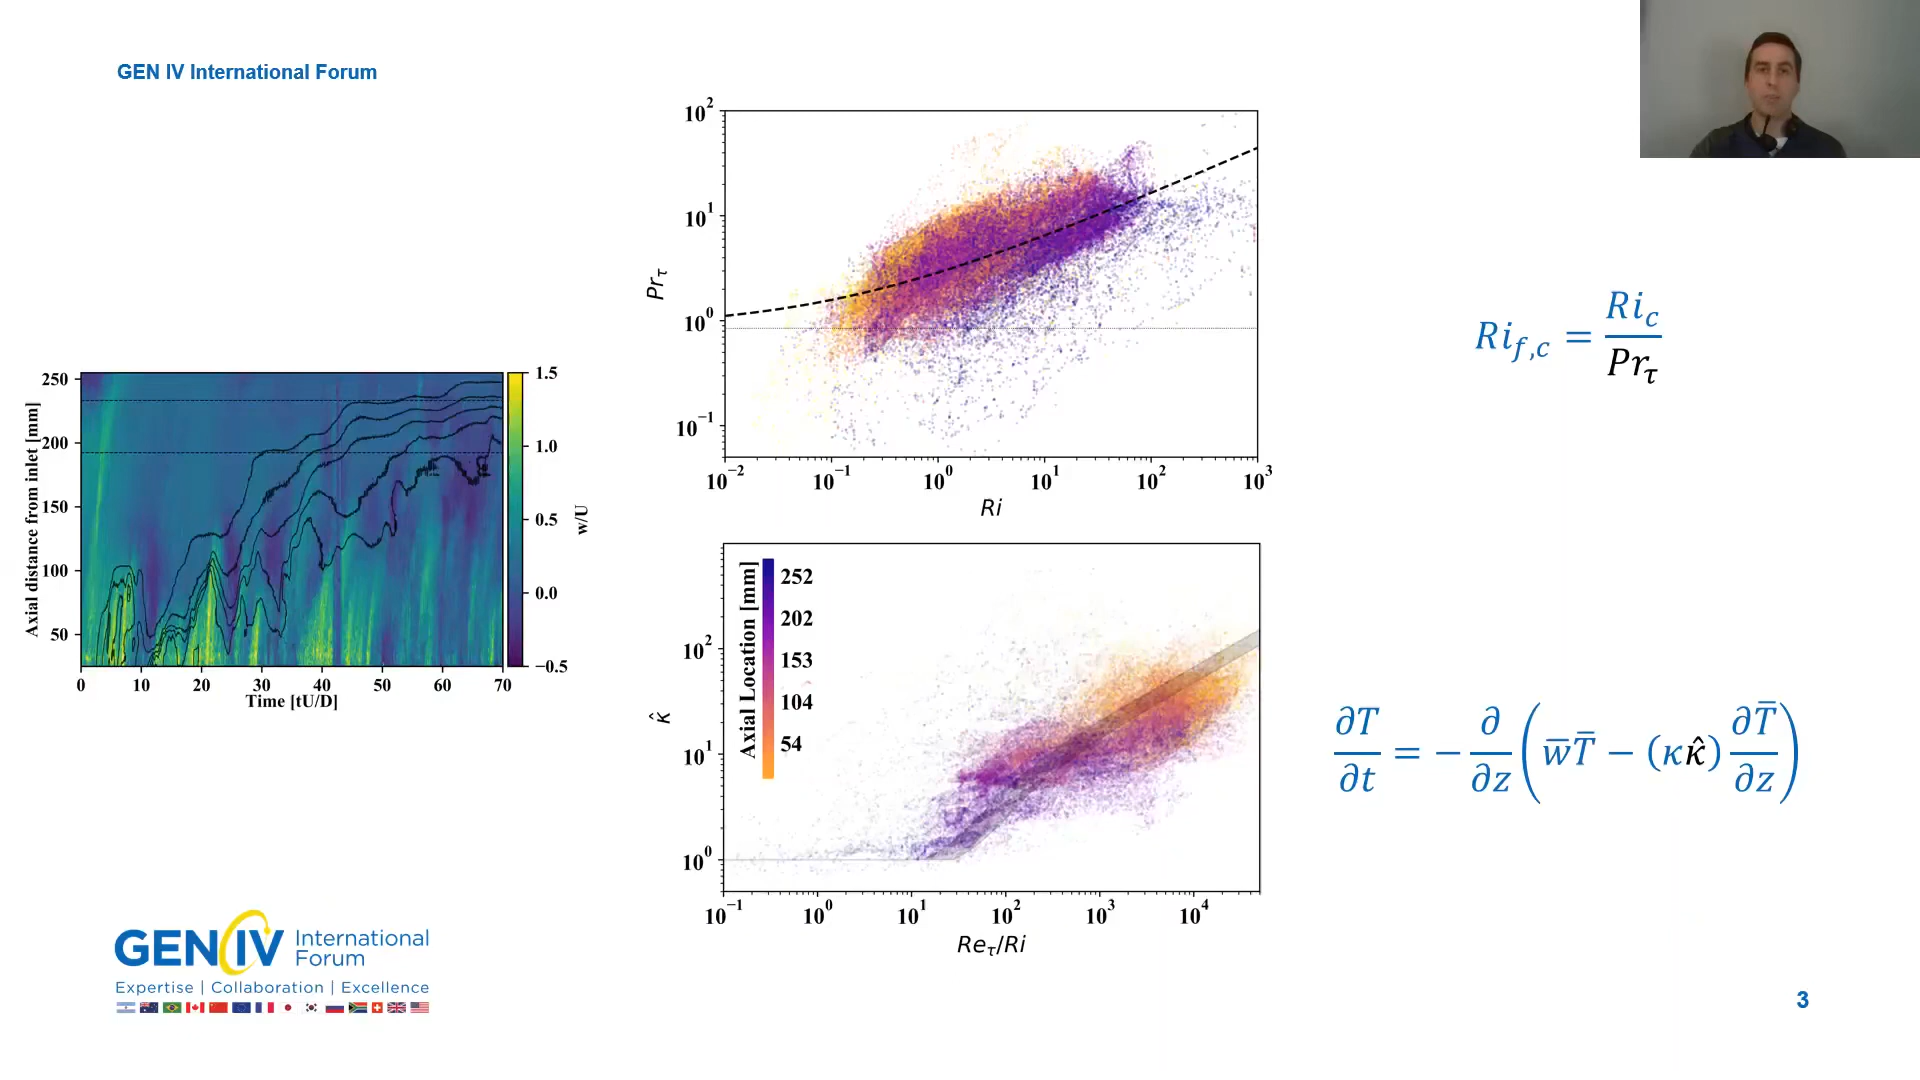 GEN IV International Forum
250
200
150
100
50
Axial distance from inlet [mm]
0 10 20 30 40 50 60 70
Time [tU/D]
1.5
1.0
0.5
0.0
−0.5
w/U
10²
10¹
10⁰
10⁻¹
Pr_τ
10⁻² 10⁻¹ 10⁰ 10¹ 10² 10³
Ri
Axial Location [mm]
252
202
153
104
54
10²
10¹
10⁰
κ̂
10⁻¹ 10⁰ 10¹ 10² 10³ 10⁴
Re_τ/Ri
Ri_{f,c} = Ri_c / Pr_τ
∂T/∂t = − ∂/∂z ( w̅T̅ − (κκ̂) ∂T̅/∂z )
GEN IV International
Forum
Expertise | Collaboration | Excellence
3